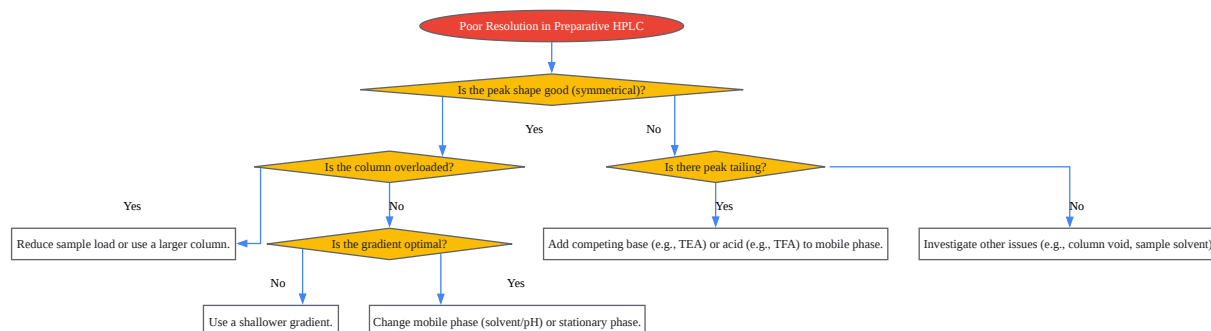 Poor Resolution in Preparative HPLC
Is the peak shape good (symmetrical)?
Yes
No
Is the column overloaded?
Is there peak tailing?
Yes
No
Yes
No
Reduce sample load or use a larger column.
Is the gradient optimal?
Add competing base (e.g., TEA) or acid (e.g., TFA) to mobile phase.
Investigate other issues (e.g., column void, sample solvent)
No
Yes
Use a shallower gradient.
Change mobile phase (solvent/pH) or stationary phase.